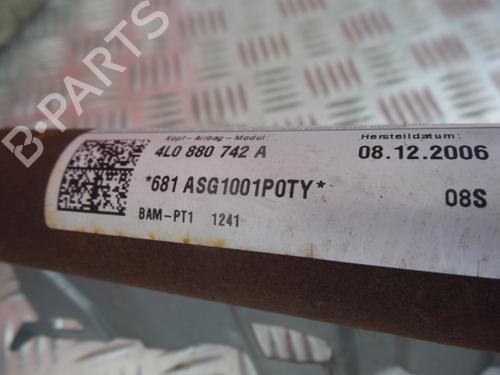 B-PARTS
Kopf-Airbag-Modul:
Herstelldatum:
4L0 880 742 A
08.12.2006
*681 ASG1001P0TY*
08S
BAM-PT1 1241